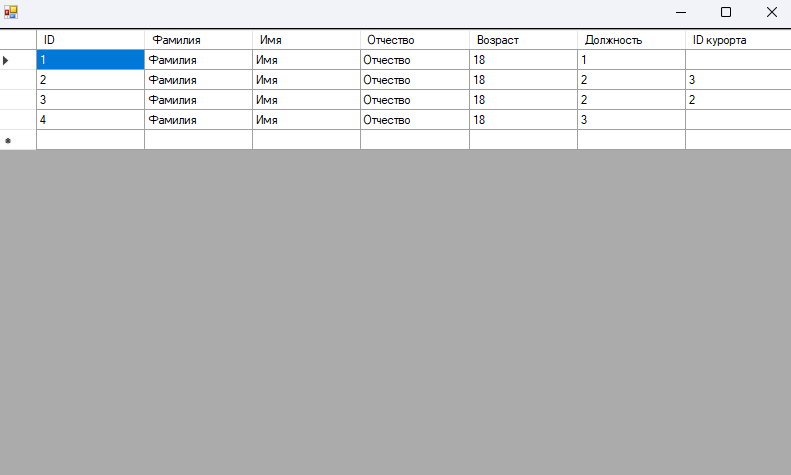 ID Фамилия Имя Отчество Возраст Должность ID курорта
1 Фамилия Имя Отчество 18 1
2 Фамилия Имя Отчество 18 2 3
3 Фамилия Имя Отчество 18 2 2
4 Фамилия Имя Отчество 18 3